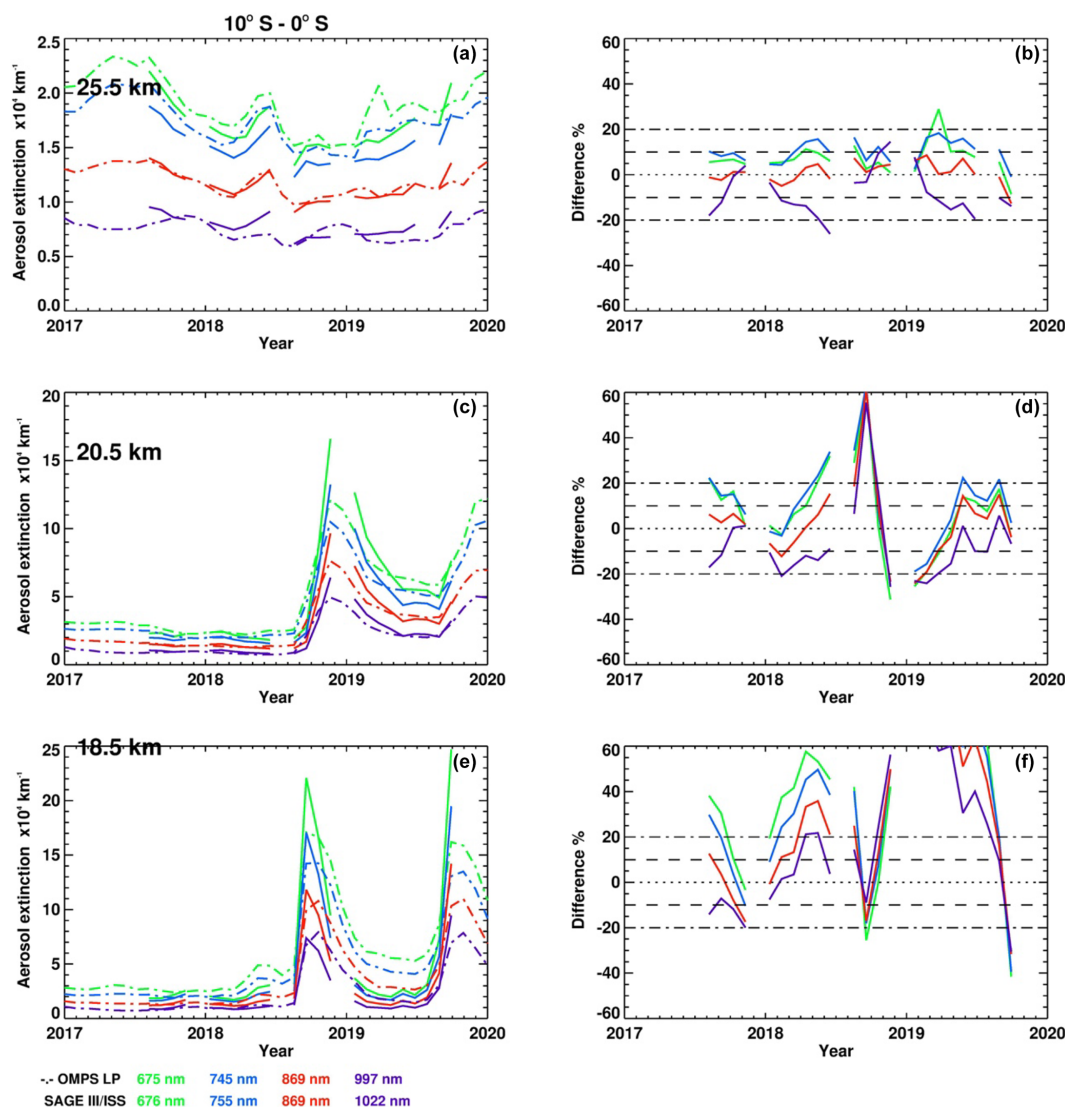 10° S - 0° S
(a)
25.5 km
Aerosol extinction x10⁴ km⁻¹
2.5
2.0
1.5
1.0
0.5
0.0
2017 2018 2019 2020
Year
(b)
Difference %
60
40
20
0
-20
-40
-60
2017 2018 2019 2020
Year
(c)
20.5 km
Aerosol extinction x10⁴ km⁻¹
20
15
10
5
0
2017 2018 2019 2020
Year
(d)
Difference %
60
40
20
0
-20
-40
-60
2017 2018 2019 2020
Year
(e)
18.5 km
Aerosol extinction x10⁴ km⁻¹
25
20
15
10
5
0
2017 2018 2019 2020
Year
(f)
Difference %
60
40
20
0
-20
-40
-60
2017 2018 2019 2020
Year
-.- OMPS LP 675 nm 745 nm 869 nm 997 nm
SAGE III/ISS 676 nm 755 nm 869 nm 1022 nm